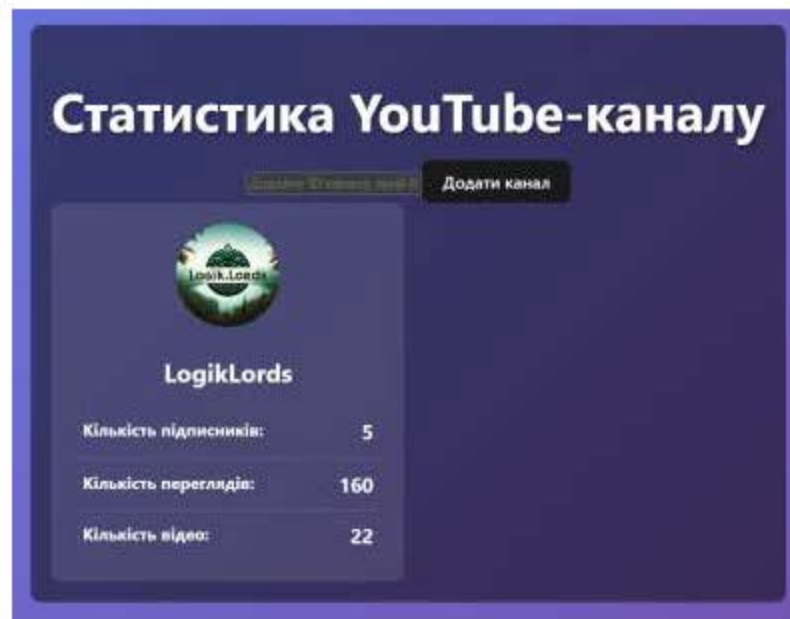 Статистика YouTube-каналу
Додати канал
Logik.Lords
LogikLords
Кількість підписників: 5
Кількість переглядів: 160
Кількість відео: 22